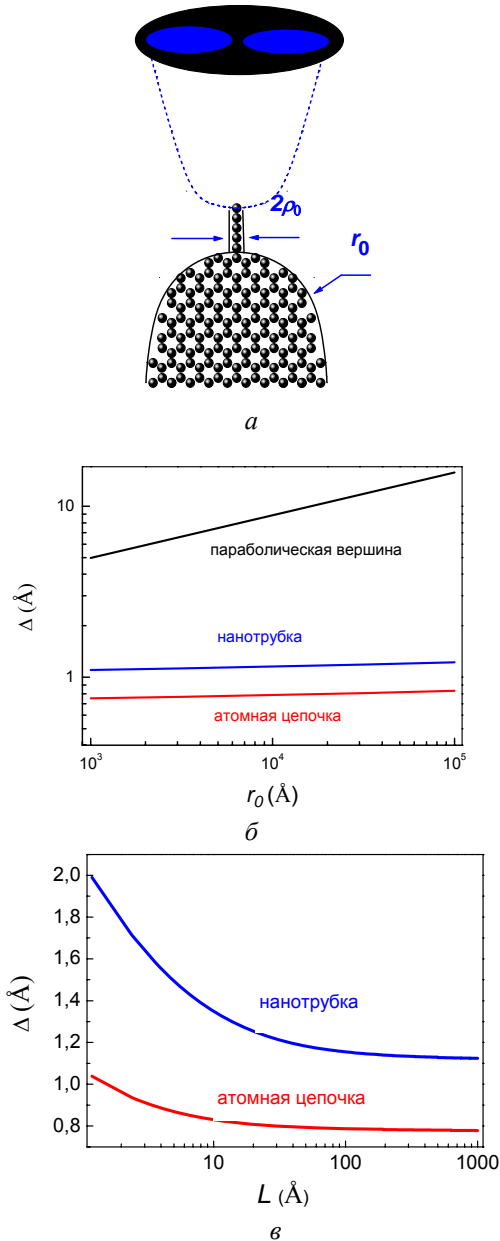 2ρ₀
r₀
а
10
1
Δ (Å)
параболическая вершина
нанотрубка
атомная цепочка
10³
10⁴
10⁵
r₀ (Å)
б
2,0
1,8
1,6
1,4
1,2
1,0
0,8
Δ (Å)
нанотрубка
атомная цепочка
10
100
1000
L (Å)
в